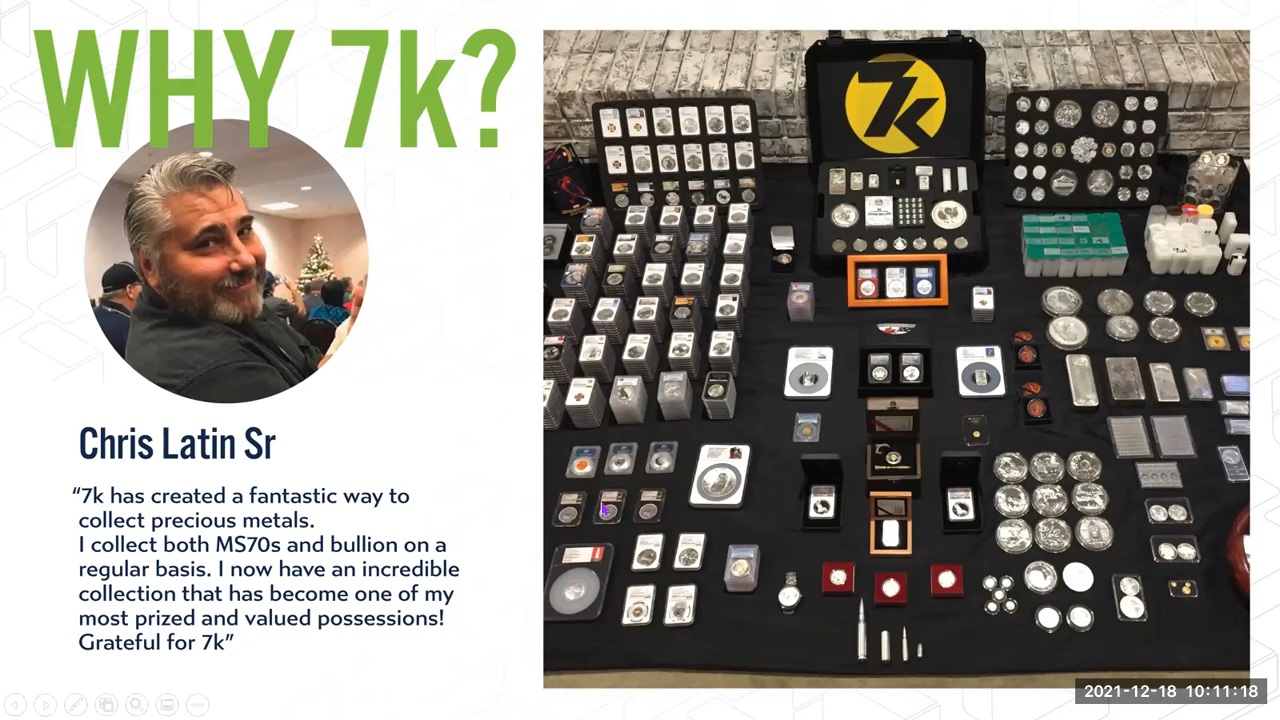 WHY 7k?
7k
Chris Latin Sr
“7k has created a fantastic way to
collect precious metals.
I collect both MS70s and bullion on a
regular basis. I now have an incredible
collection that has become one of my
most prized and valued possessions!
Grateful for 7k”
2021-12-18 10:11:18